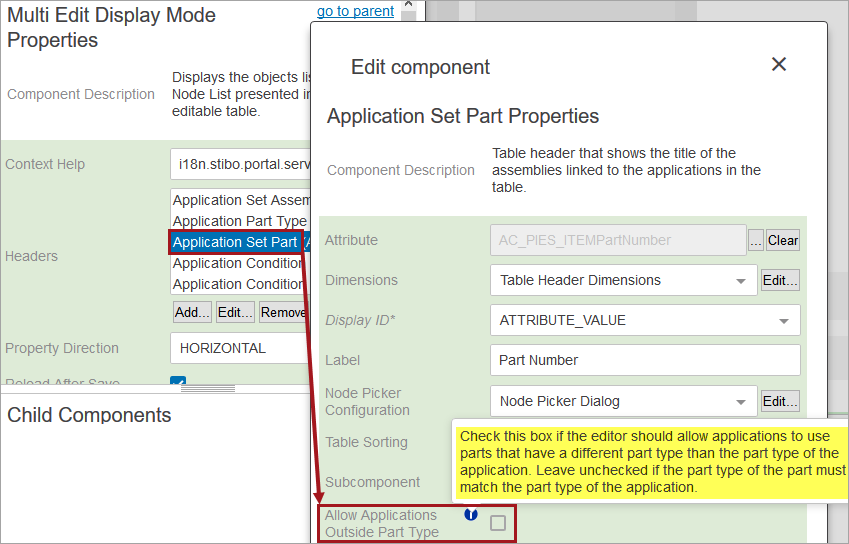 Multi Edit Display Mode
Properties
go to parent
Component Description
Displays the objects lis
Node List presented in
editable table.
Context Help
i18n.stibo.portal.serv
Headers
Application Set Assem
Application Part Type
Application Set Part (A
Application Condition
Application Condition
Add...
Edit...
Remove
Property Direction
HORIZONTAL
Reload After Save
Child Components
Edit component
Application Set Part Properties
Component Description
Table header that shows the title of the
assemblies linked to the applications in the
table.
Attribute
AC_PIES_ITEMPartNumber
...
Clear
Dimensions
Table Header Dimensions
Edit...
Display ID*
ATTRIBUTE_VALUE
Label
Part Number
Node Picker
Configuration
Node Picker Dialog
Edit...
Table Sorting
Subcomponent
Check this box if the editor should allow applications to use
parts that have a different part type than the part type of the
application. Leave unchecked if the part type of the part must
match the part type of the application.
Allow Applications
Outside Part Type